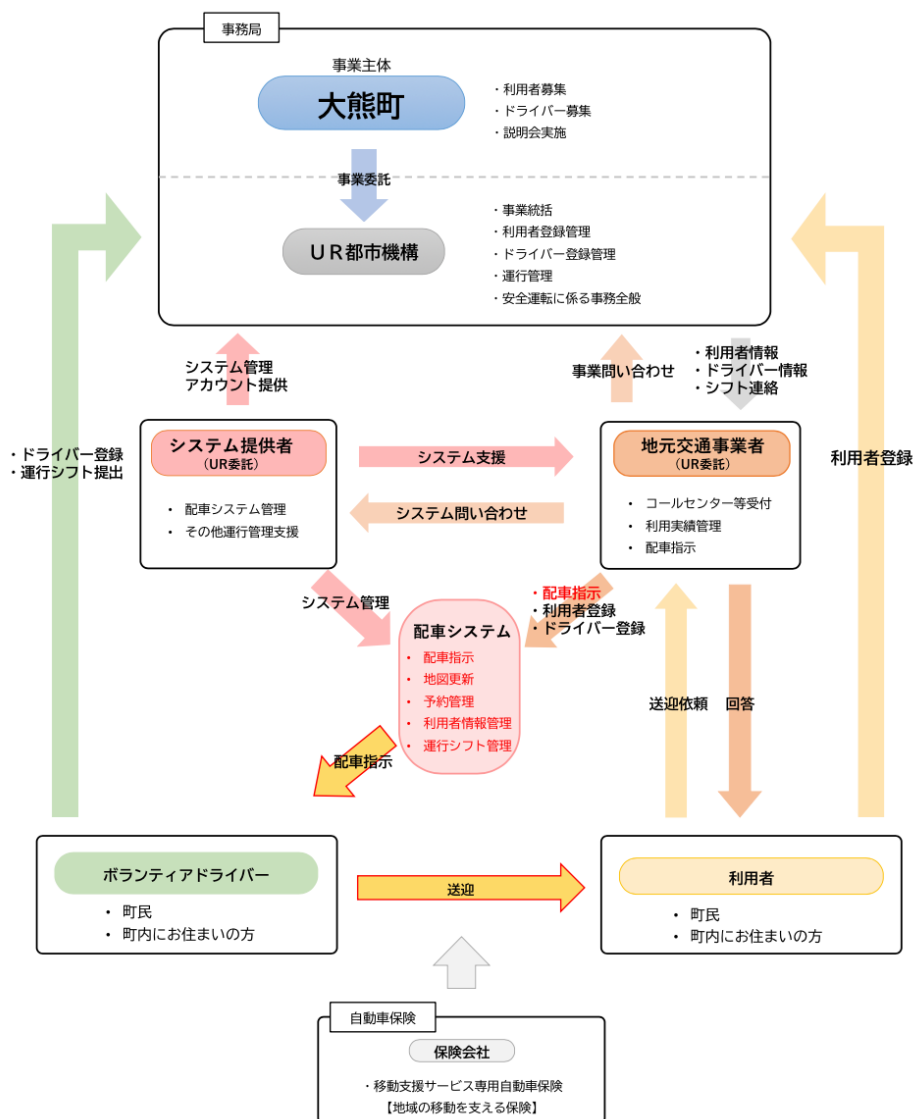 事務局
事業主体
大熊町
・利用者募集
・ドライバー募集
・説明会実施
事業委託
UR都市機構
・事業統括
・利用者登録管理
・ドライバー登録管理
・運行管理
・安全運転に係る事務全般
システム管理
アカウント提供
事業問い合わせ
・利用者情報
・ドライバー情報
・シフト連絡
・ドライバー登録
・運行シフト提出
システム提供者
(UR委託)
・ 配車システム管理
・ その他運行管理支援
システム支援
システム問い合わせ
地元交通事業者
(UR委託)
・ コールセンター等受付
・ 利用実績管理
・ 配車指示
利用者登録
システム管理
・配車指示
・利用者登録
・ドライバー登録
配車システム
・ 配車指示
・ 地図更新
・ 予約管理
・ 利用者情報管理
・ 運行シフト管理
送迎依頼
回答
配車指示
ボランティアドライバー
・ 町民
・ 町内にお住まいの方
送迎
利用者
・ 町民
・ 町内にお住まいの方
自動車保険
保険会社
・移動支援サービス専用自動車保険
【地域の移動を支える保険】